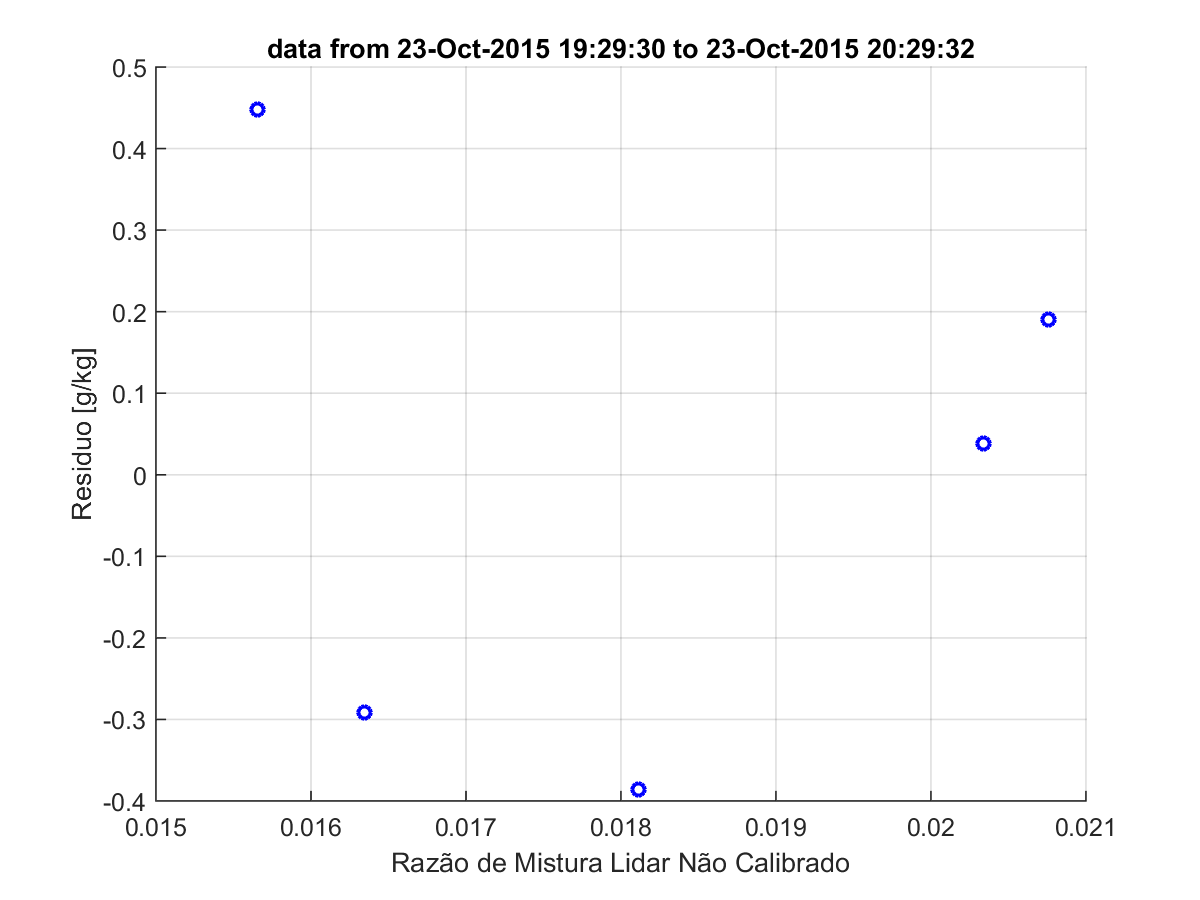 data from 23-Oct-2015 19:29:30 to 23-Oct-2015 20:29:32
0.5
0.4
0.3
0.2
0.1
0
-0.1
-0.2
-0.3
-0.4
Residuo [g/kg]
0.015 0.016 0.017 0.018 0.019 0.02 0.021
Razão de Mistura Lidar Não Calibrado